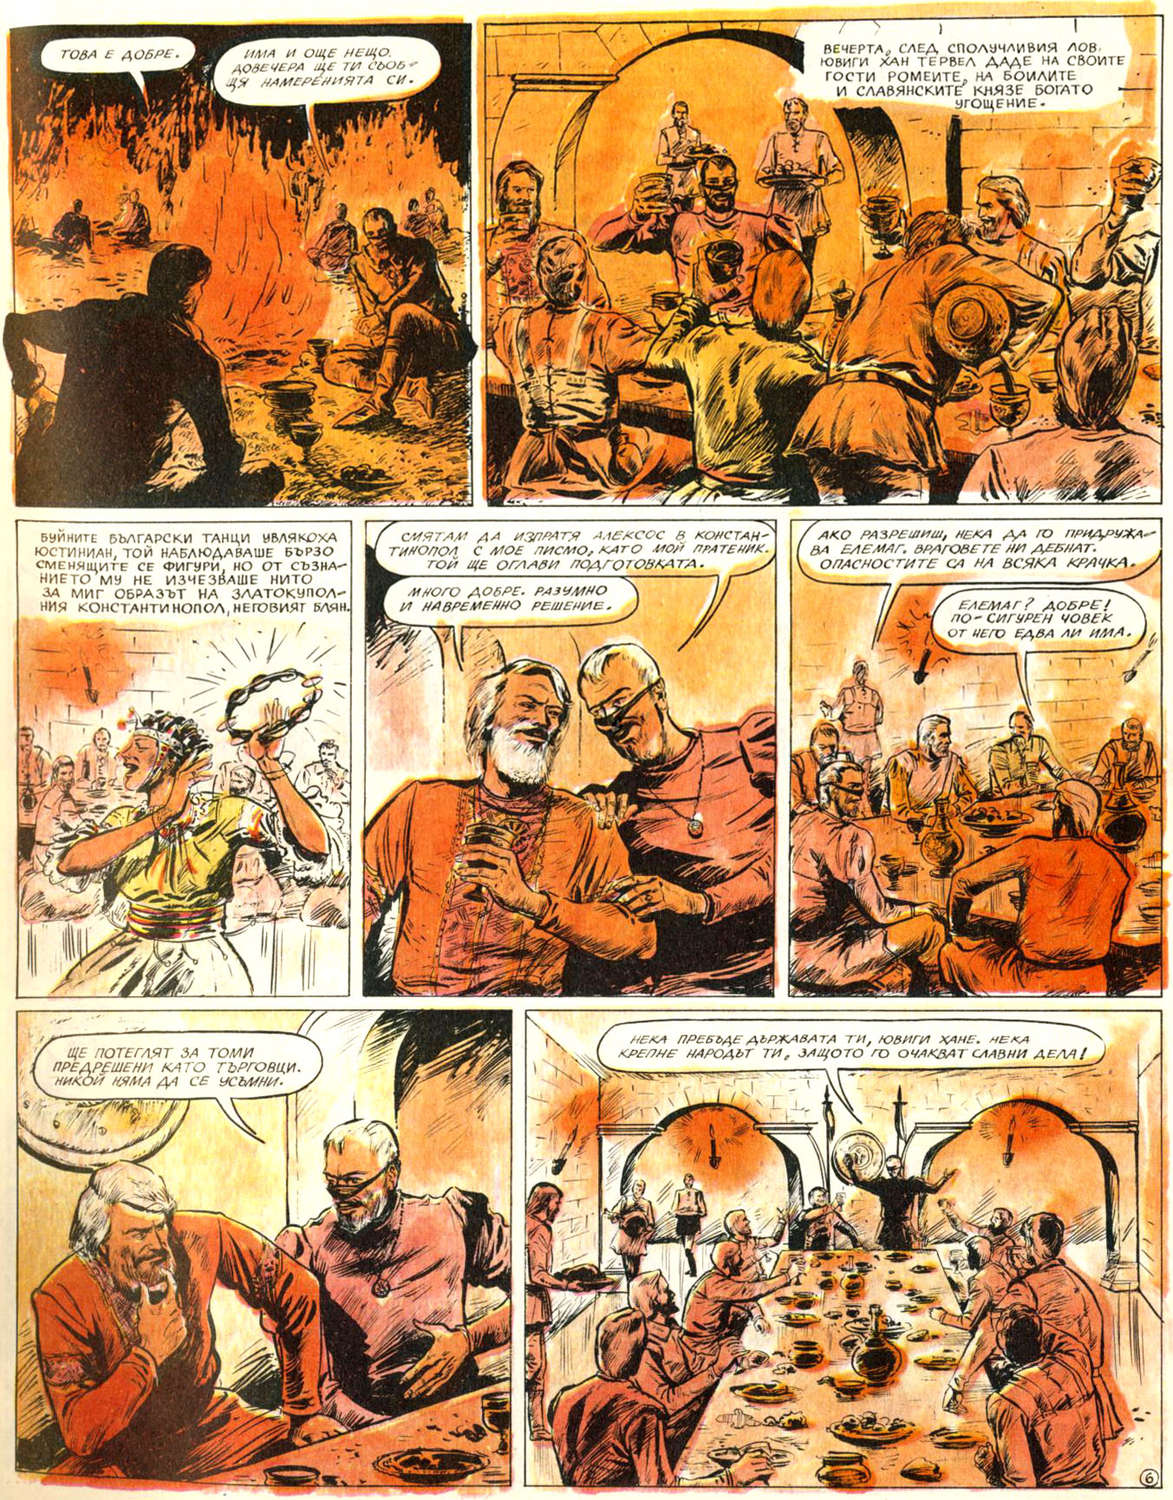 ТОВА Е ДОБРЕ.
ИМА И ОЩЕ НЕЩО.
ДОВЕЧЕРА ЩЕ ТИ СЪОБ-
ЩЯ НАМЕРЕНИЯТА СИ.
ВЕЧЕРТА, СЛЕД СПОЛУЧЛИВИЯ ЛОВ,
ЮВИГИ ХАН ТЕРВЕЛ ДАДЕ НА СВОИТЕ
ГОСТИ РОМЕИТЕ, НА БОИЛИТЕ
И СЛАВЯНСКИТЕ КНЯЗЕ БОГАТО
УГОЩЕНИЕ.
БУЙНИТЕ БЪЛГАРСКИ ТАНЦИ УВЛЯКОХА
ЮСТИНИАН, ТОЙ НАБЛЮДАВАШЕ БЪРЗО
СМЕНЯЩИТЕ СЕ ФИГУРИ, НО ОТ СЪЗНА-
НИЕТО МУ НЕ ИЗЧЕЗВАШЕ НИТО
ЗА МИГ ОБРАЗЪТ НА ЗЛАТОКУПОЛ-
НИЯ КОНСТАНТИНОПОЛ, НЕГОВИЯТ БЛЯН.
СМЯТАМ ДА ИЗПРАТЯ АЛЕКСОС В КОНСТАН-
ТИНОПОЛ С МОЕ ПИСМО, КАТО МОЙ ПРАТЕНИК.
ТОЙ ЩЕ ОГЛАВИ ПОДГОТОВКАТА.
МНОГО ДОБРЕ. РАЗУМНО
И НАВРЕМЕННО РЕШЕНИЕ.
АКО РАЗРЕШИШ, НЕКА ДА ГО ПРИДРУЖА-
ВА ЕЛЕМАГ. ВРАГОВЕТЕ НИ ДЕБНАТ.
ОПАСНОСТИТЕ СА НА ВСЯКА КРАЧКА.
ЕЛЕМАГ? ДОБРЕ!
ПО-СИГУРЕН ЧОВЕК
ОТ НЕГО ЕДВА ЛИ ИМА.
ЩЕ ПОТЕГЛЯТ ЗА ТОМИ
ПРЕДРЕШЕНИ КАТО ТЪРГОВЦИ.
НИКОЙ НЯМА ДА СЕ УСЪМНИ.
НЕКА ПРЕБЪДЕ ДЪРЖАВАТА ТИ, ЮВИГИ ХАНЕ. НЕКА
КРЕПНЕ НАРОДЪТ ТИ, ЗАЩОТО ГО ОЧАКВАТ СЛАВНИ ДЕЛА!
6